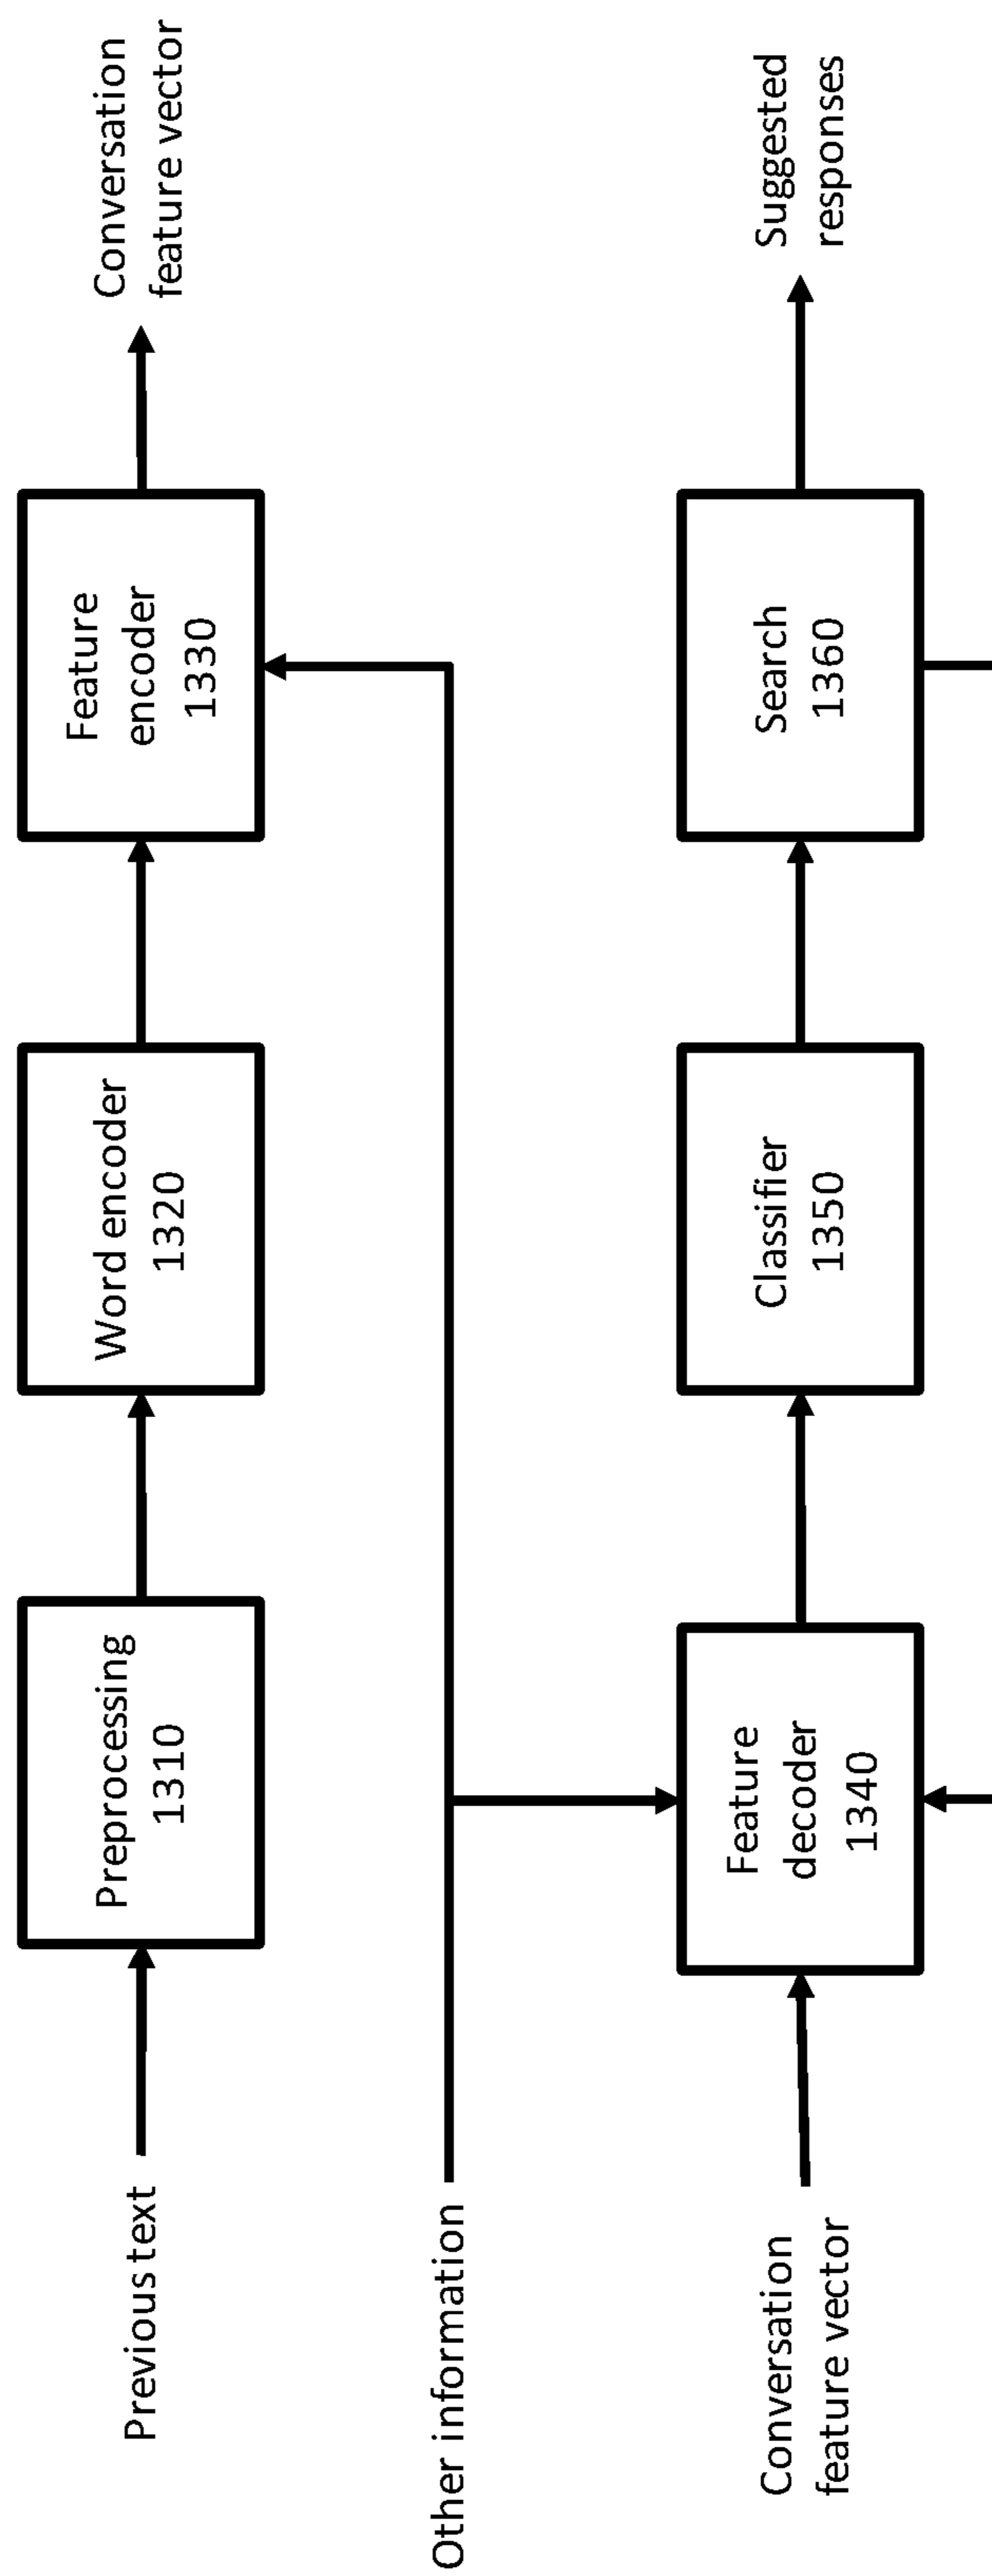 Previous text
Preprocessing
1310
Word encoder
1320
Feature
encoder
1330
Conversation
feature vector
Other information
Conversation
feature vector
Feature
decoder
1340
Classifier
1350
Search
1360
Suggested
responses